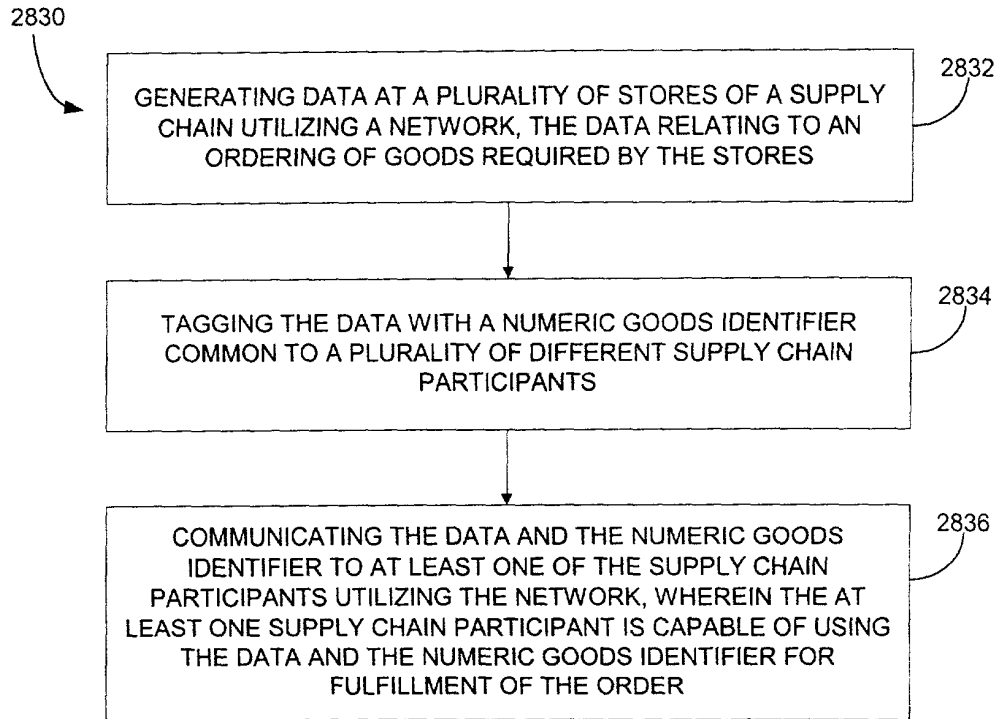 2830
GENERATING DATA AT A PLURALITY OF STORES OF A SUPPLY
CHAIN UTILIZING A NETWORK, THE DATA RELATING TO AN
ORDERING OF GOODS REQUIRED BY THE STORES
2832
TAGGING THE DATA WITH A NUMERIC GOODS IDENTIFIER
COMMON TO A PLURALITY OF DIFFERENT SUPPLY CHAIN
PARTICIPANTS
2834
COMMUNICATING THE DATA AND THE NUMERIC GOODS
IDENTIFIER TO AT LEAST ONE OF THE SUPPLY CHAIN
PARTICIPANTS UTILIZING THE NETWORK, WHEREIN THE AT
LEAST ONE SUPPLY CHAIN PARTICIPANT IS CAPABLE OF USING
THE DATA AND THE NUMERIC GOODS IDENTIFIER FOR
FULFILLMENT OF THE ORDER
2836